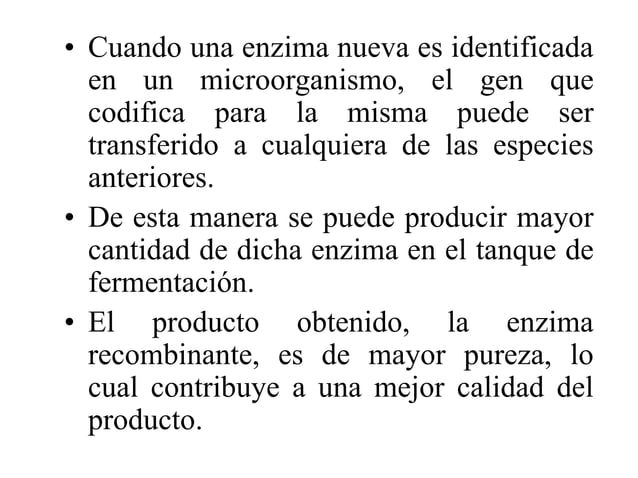 • Cuando una enzima nueva es identificada
en un microorganismo, el gen que
codifica para la misma puede ser
transferido a cualquiera de las especies
anteriores.
• De esta manera se puede producir mayor
cantidad de dicha enzima en el tanque de
fermentación.
• El producto obtenido, la enzima
recombinante, es de mayor pureza, lo
cual contribuye a una mejor calidad del
producto.